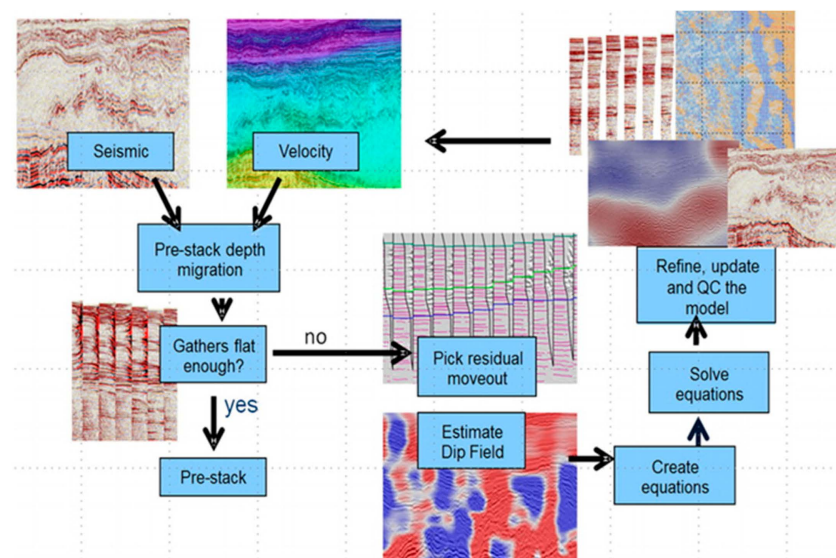 Seismic
Velocity
Pre-stack depth
migration
Gathers flat
enough?
no
yes
Pre-stack
Pick residual
moveout
Estimate
Dip Field
Create
equations
Solve
equations
Refine, update
and QC the
model